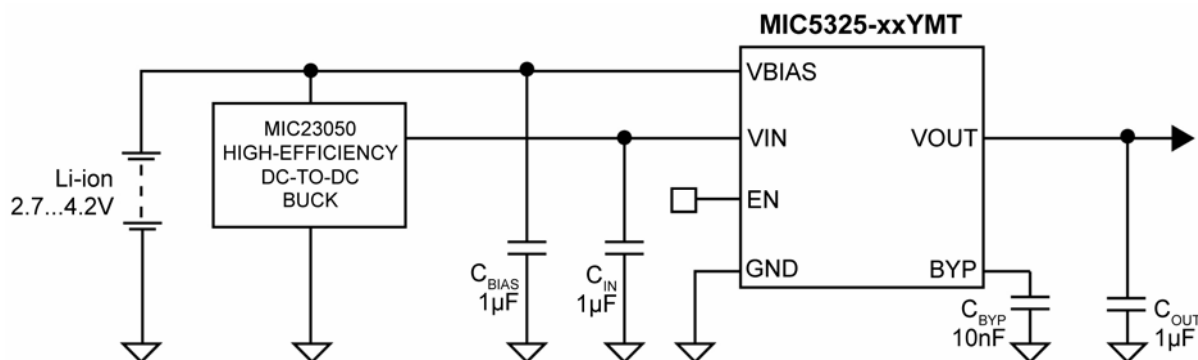 MIC5325-xxYMT
VBIAS
MIC23050
HIGH-EFFICIENCY
DC-TO-DC
BUCK
VIN
VOUT
Li-ion
2.7...4.2V
EN
GND
BYP
CBIAS
1µF
CIN
1µF
CBYP
10nF
COUT
1µF